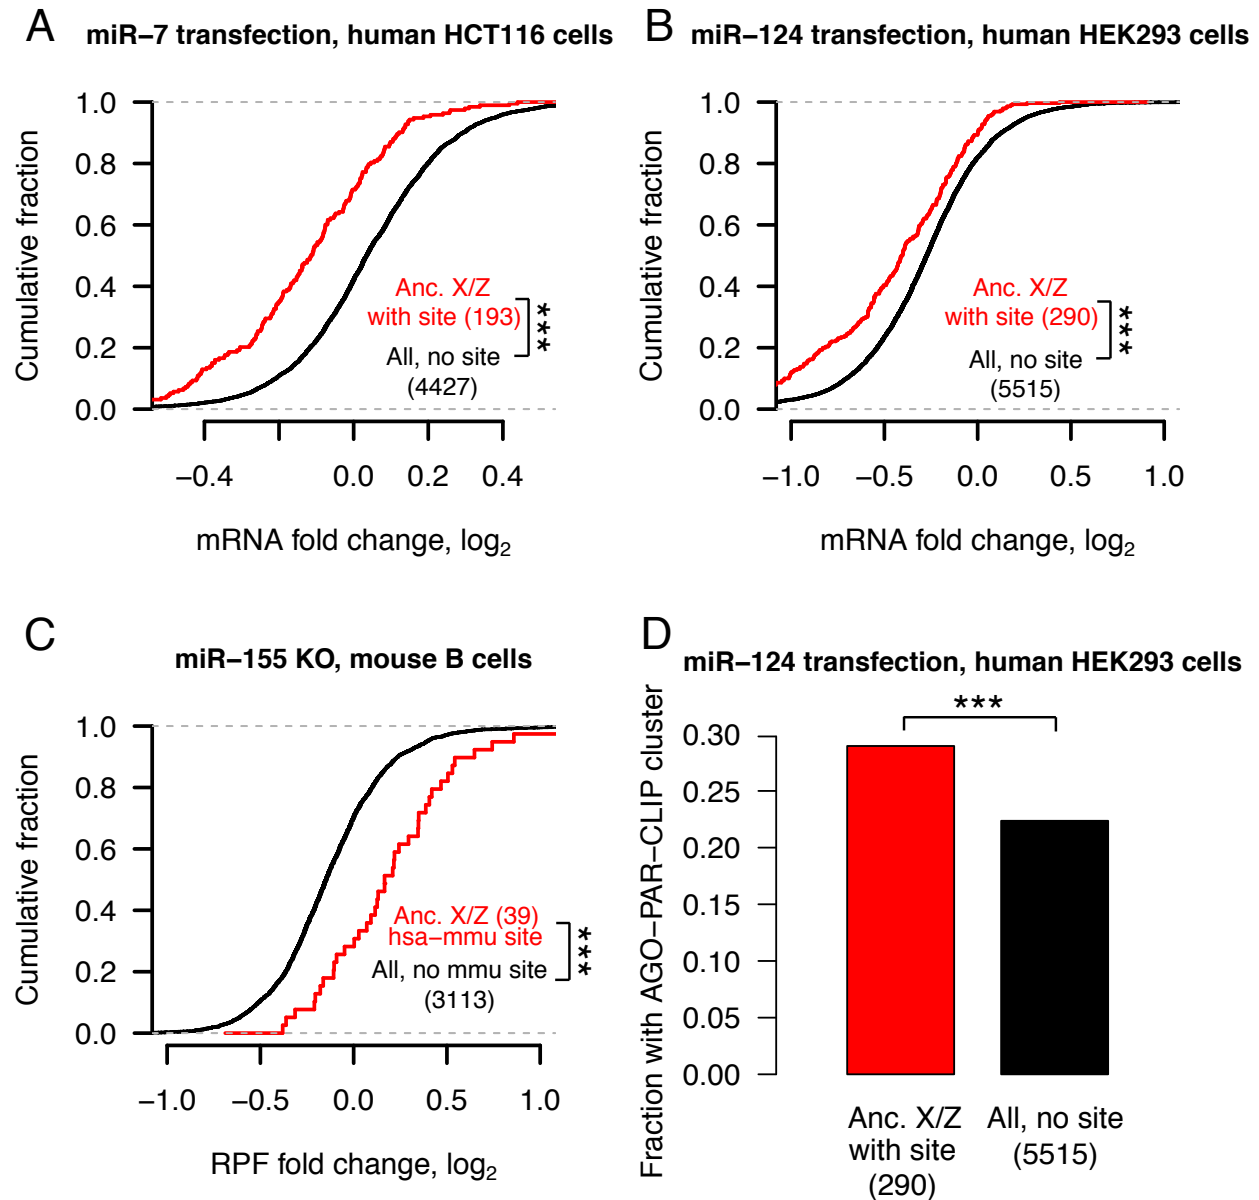 A
miR−7 transfection, human HCT116 cells
Cumulative fraction
1.0
0.8
0.6
0.4
0.2
0.0
Anc. X/Z
with site (193)
All, no site
(4427)
***
−0.4
0.0
0.2
0.4
mRNA fold change, log2
B
miR−124 transfection, human HEK293 cells
Cumulative fraction
1.0
0.8
0.6
0.4
0.2
0.0
Anc. X/Z
with site (290)
All, no site
(5515)
***
−1.0
−0.5
0.0
0.5
1.0
mRNA fold change, log2
C
miR−155 KO, mouse B cells
Cumulative fraction
1.0
0.8
0.6
0.4
0.2
0.0
Anc. X/Z (39)
hsa−mmu site
All, no mmu site
(3113)
***
−1.0
−0.5
0.0
0.5
1.0
RPF fold change, log2
D
miR−124 transfection, human HEK293 cells
Fraction with AGO−PAR−CLIP cluster
***
0.30
0.25
0.20
0.15
0.10
0.05
0.00
Anc. X/Z
with site
(290)
All, no site
(5515)